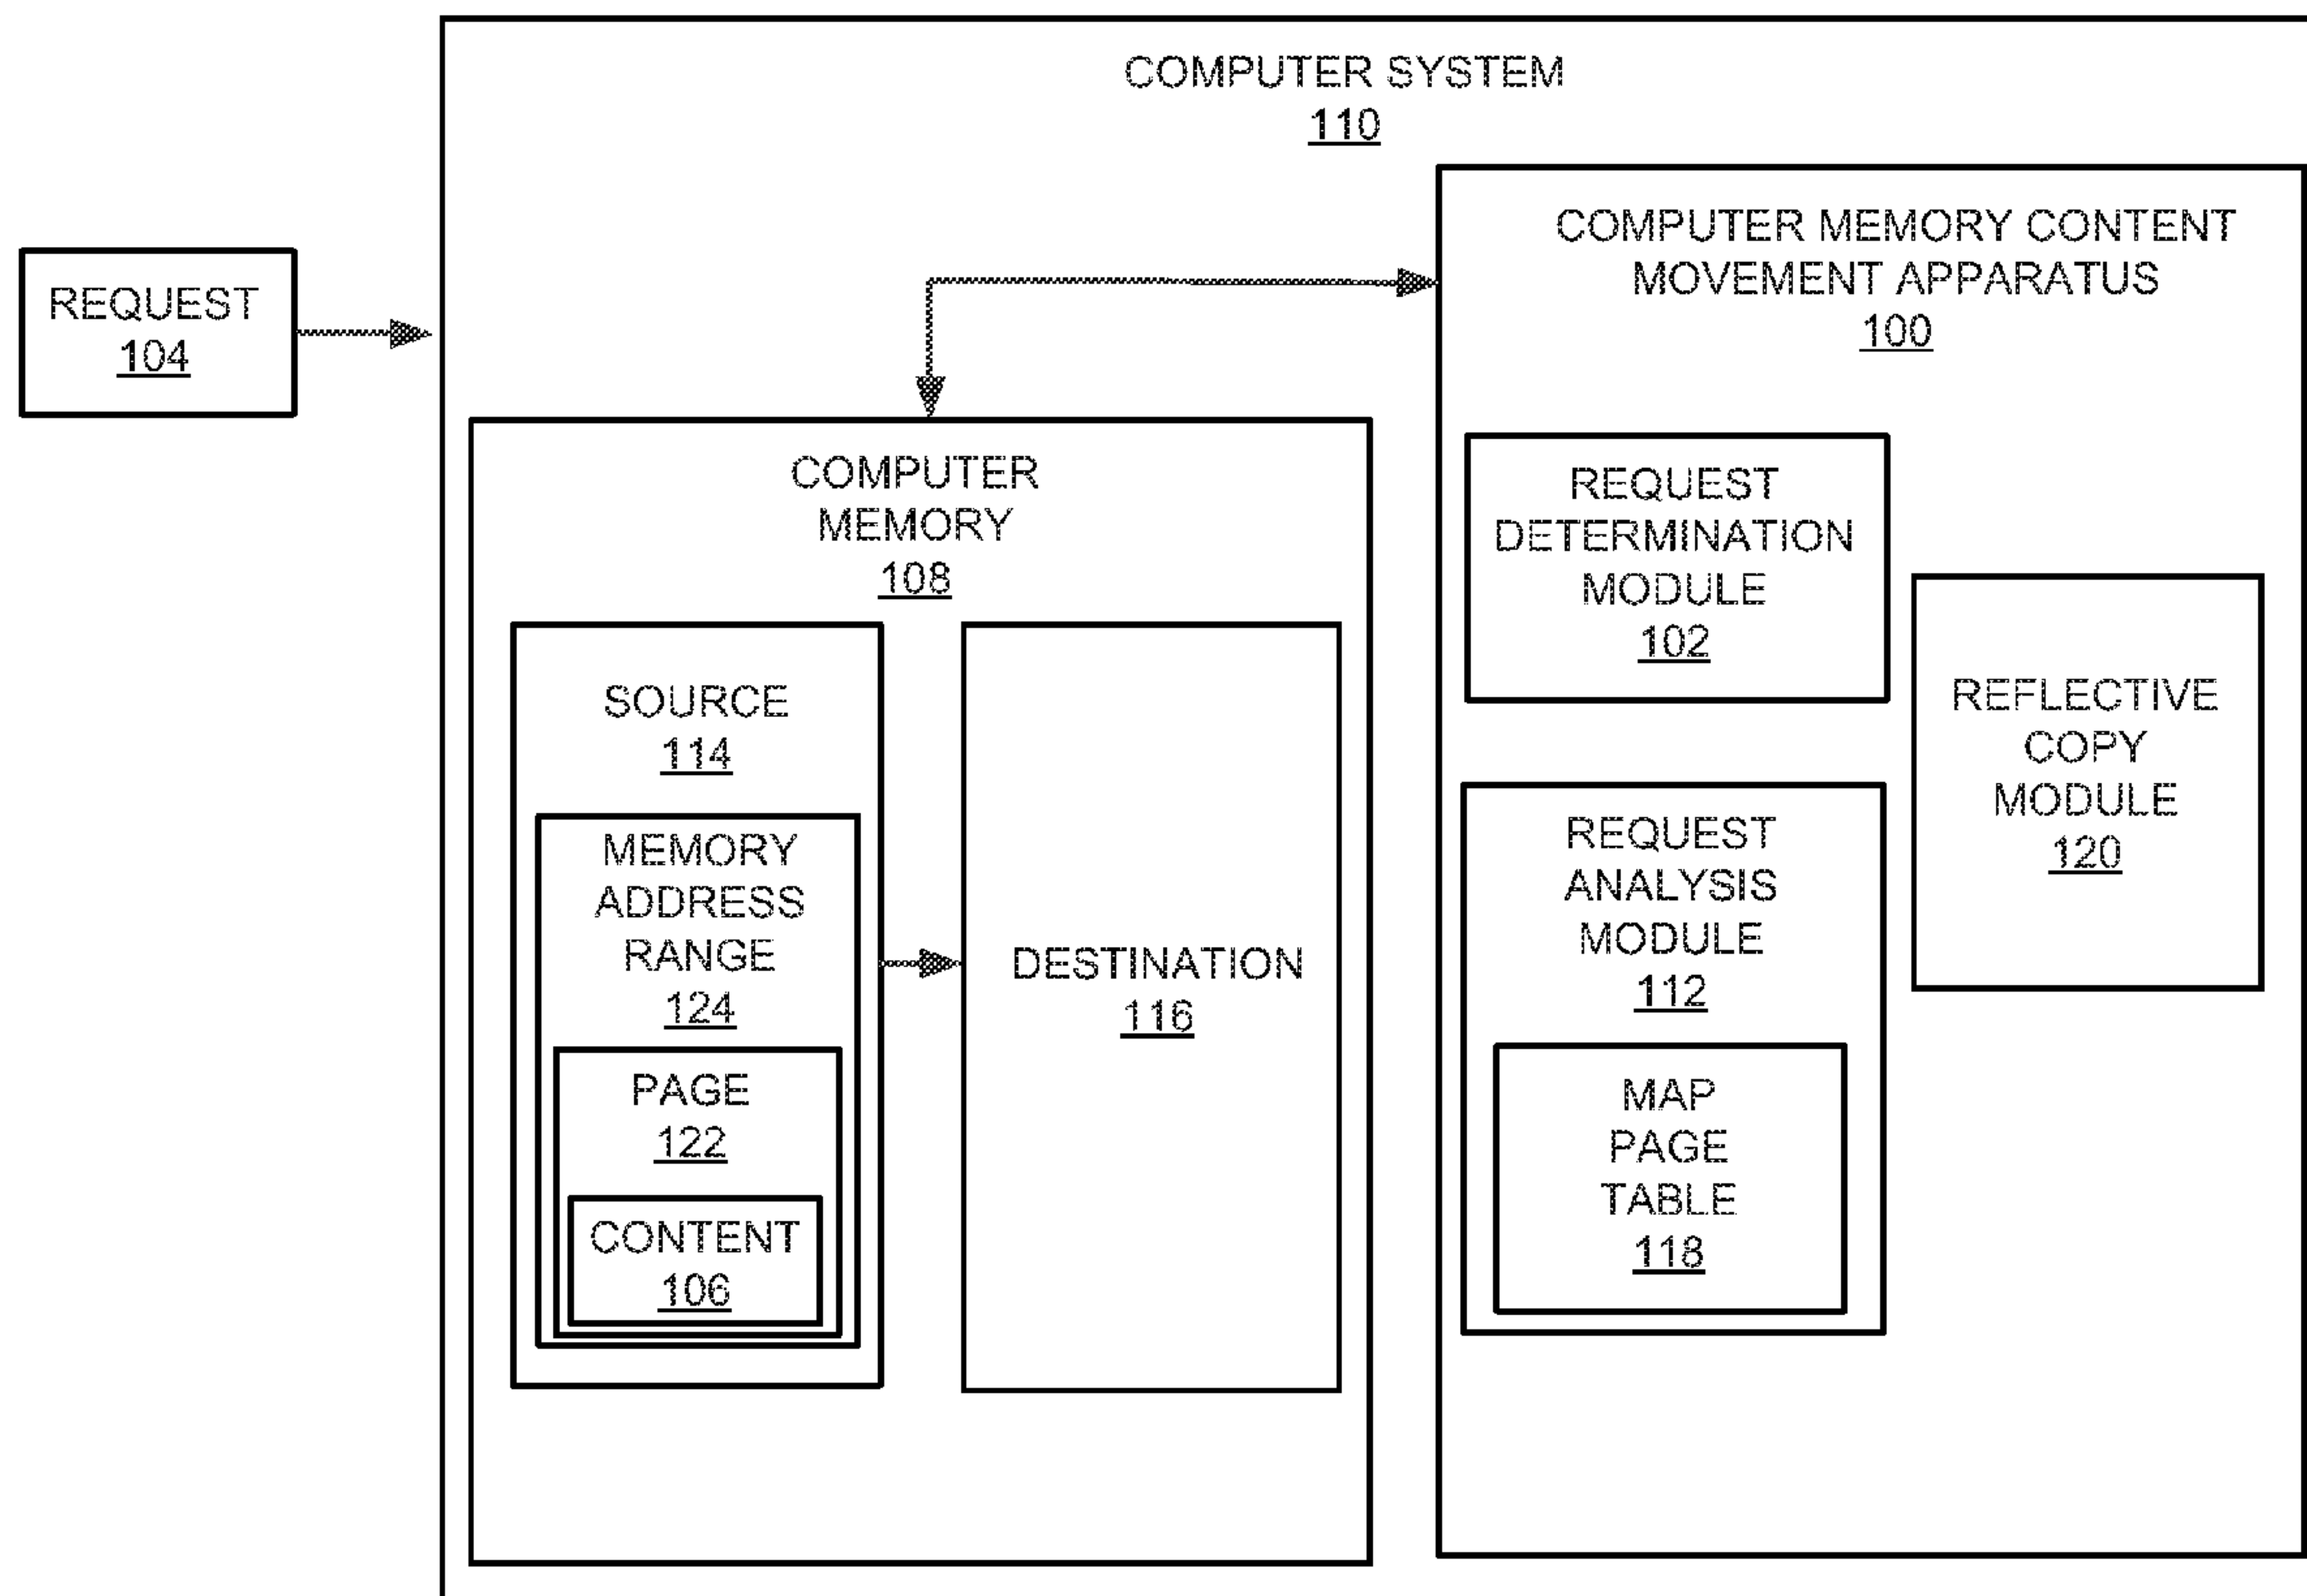 COMPUTER SYSTEM
110
REQUEST
104
COMPUTER MEMORY CONTENT
MOVEMENT APPARATUS
100
COMPUTER
MEMORY
108
SOURCE
114
MEMORY
ADDRESS
RANGE
124
PAGE
122
CONTENT
106
DESTINATION
116
REQUEST
DETERMINATION
MODULE
102
REQUEST
ANALYSIS
MODULE
112
MAP
PAGE
TABLE
118
REFLECTIVE
COPY
MODULE
120